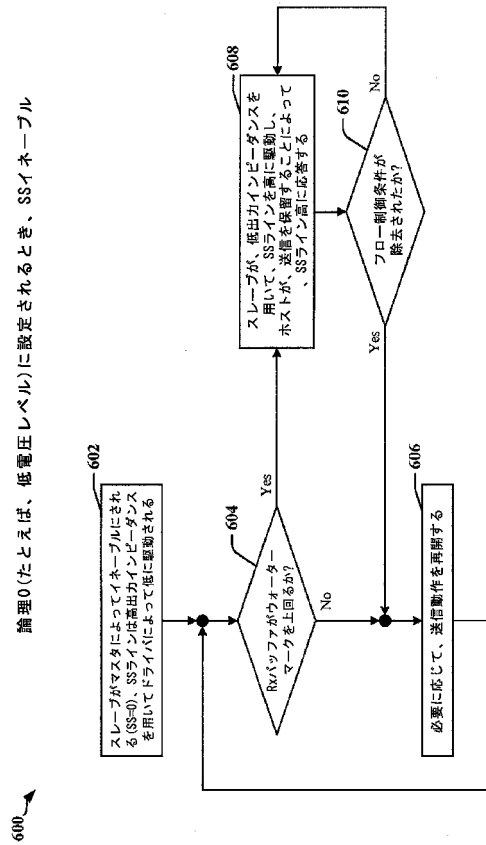 600
論理0(たとえば、低電圧レベル)に設定されるとき、SSイネーブル
602
スレーブがマスタによってイネーブルにされ
る(SS=0)、SSラインは高出力インピーダンス
を用いてドライバによって低に駆動される
604
Rxバッファがウォーター
マークを上回るか?
Yes
No
608
スレーブが、低出力インピーダンスを
用いて、SSラインを高に駆動し、
ホストが、送信を保留することによって
、SSライン高に応答する
610
フロー制御条件が
除去されたか?
No
Yes
606
必要に応じて、送信動作を再開する